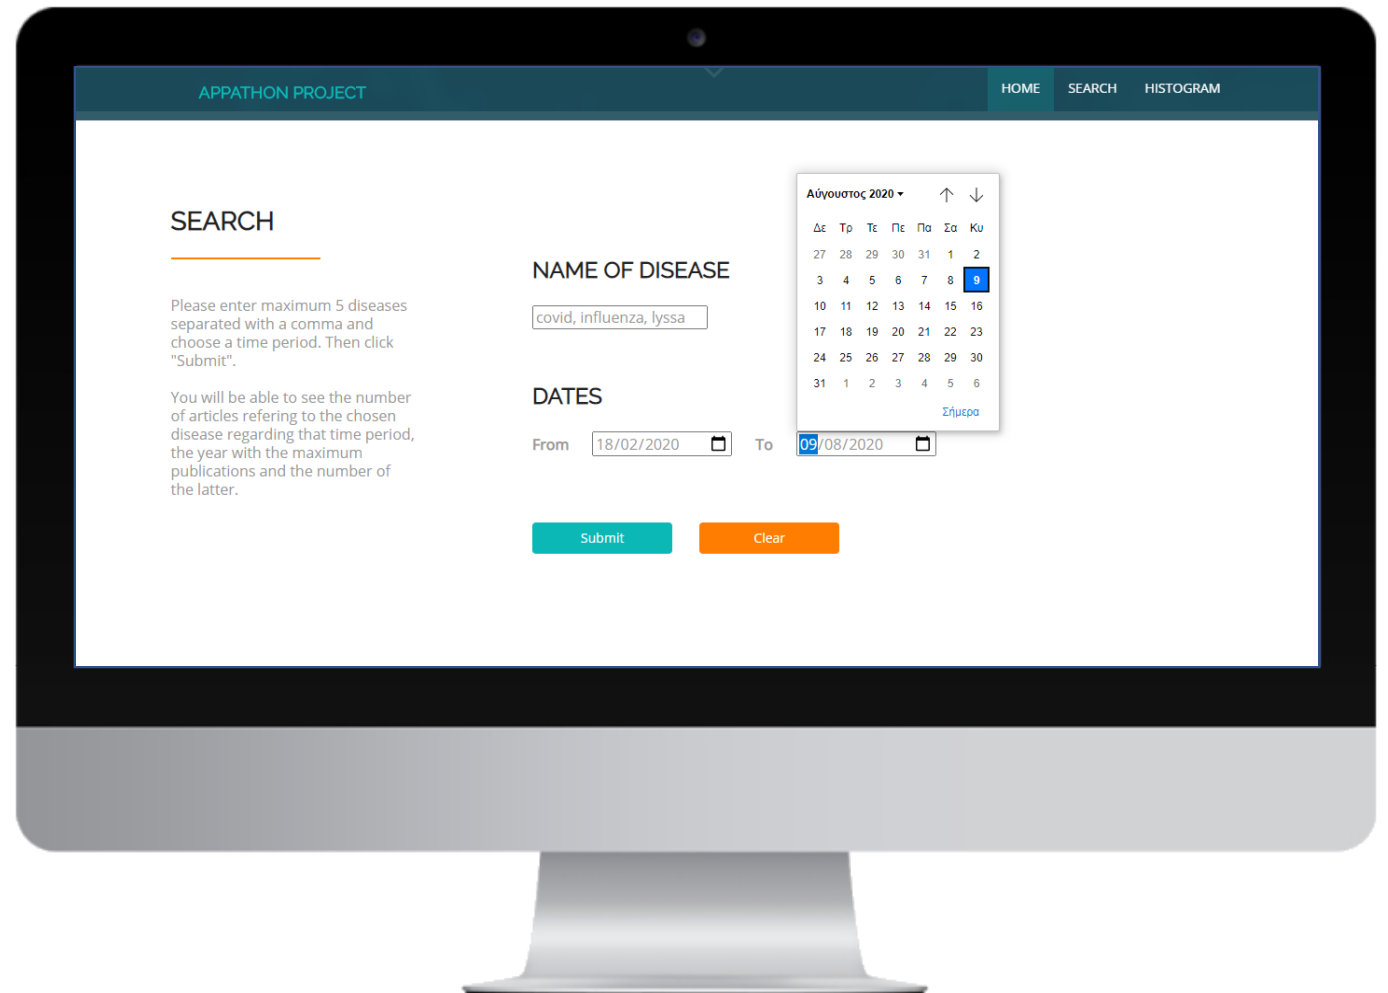 APPATHON PROJECT
HOME SEARCH HISTOGRAM
SEARCH
Please enter maximum 5 diseases
separated with a comma and
choose a time period. Then click
"Submit".
You will be able to see the number
of articles refering to the chosen
disease regarding that time period,
the year with the maximum
publications and the number of
the latter.
NAME OF DISEASE
covid, influenza, lyssa
DATES
From 18/02/2020 To 09/08/2020
Submit Clear
Αύγουστος 2020
Δε Τρ Τε Πε Πα Σα Κυ
27 28 29 30 31 1 2
3 4 5 6 7 8 9
10 11 12 13 14 15 16
17 18 19 20 21 22 23
24 25 26 27 28 29 30
31 1 2 3 4 5 6
Σήμερα